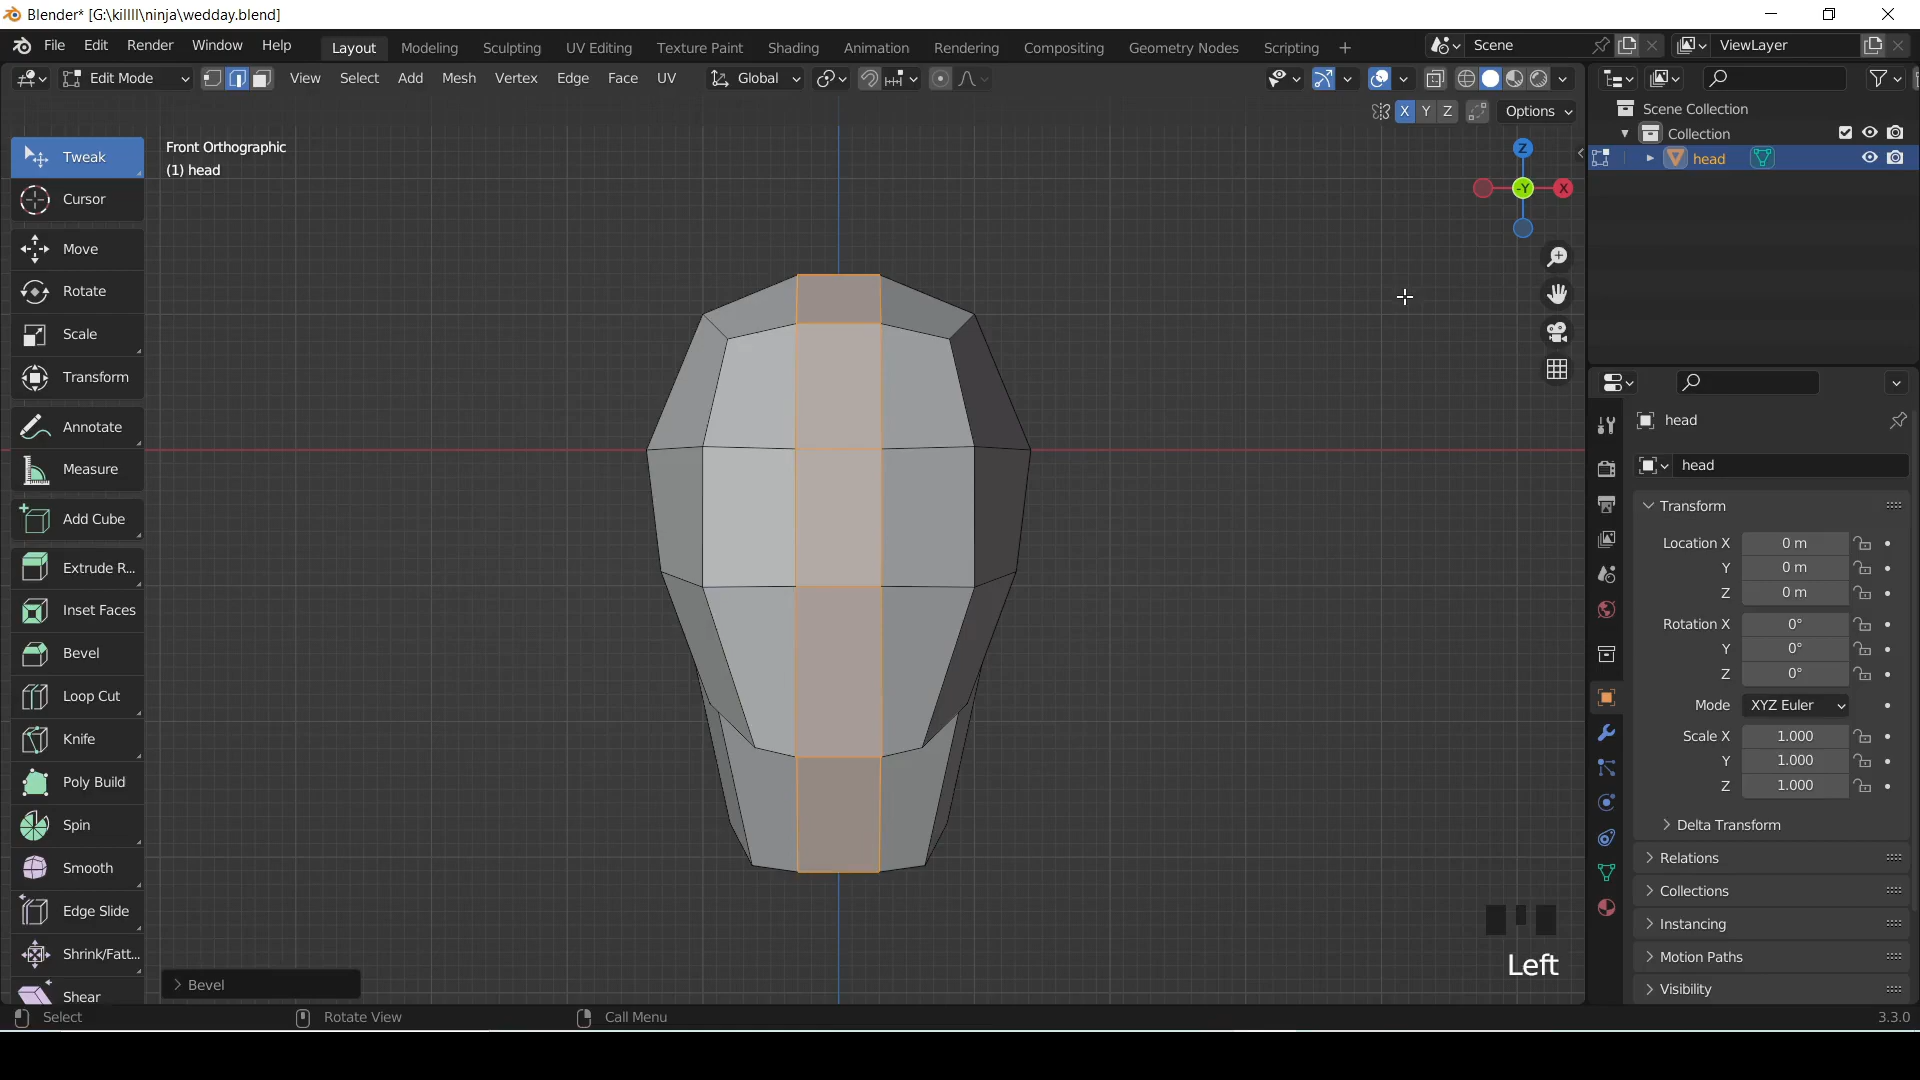 Blender* [G:\killll\ninja\wedday.blend]
File Edit Render Window Help Layout Modeling Sculpting UV Editing Texture Paint Shading Animation Rendering Compositing Geometry Nodes Scripting + Scene ViewLayer
Edit Mode View Select Add Mesh Vertex Edge Face UV Global
X Y Z Options
Scene Collection
Collection
head
Front Orthographic
(1) head
Z
-Y X
Tweak
Cursor
Move
Rotate
Scale
Transform
Annotate
Measure
Add Cube
Extrude R...
Inset Faces
Bevel
Loop Cut
Knife
Poly Build
Spin
Smooth
Edge Slide
Shrink/Fatt...
Shear
Bevel
Left
head
head
Transform
Location X 0 m
Y 0 m
Z 0 m
Rotation X 0°
Y 0°
Z 0°
Mode XYZ Euler
Scale X 1.000
Y 1.000
Z 1.000
Delta Transform
Relations
Collections
Instancing
Motion Paths
Visibility
Select Rotate View Call Menu 3.3.0